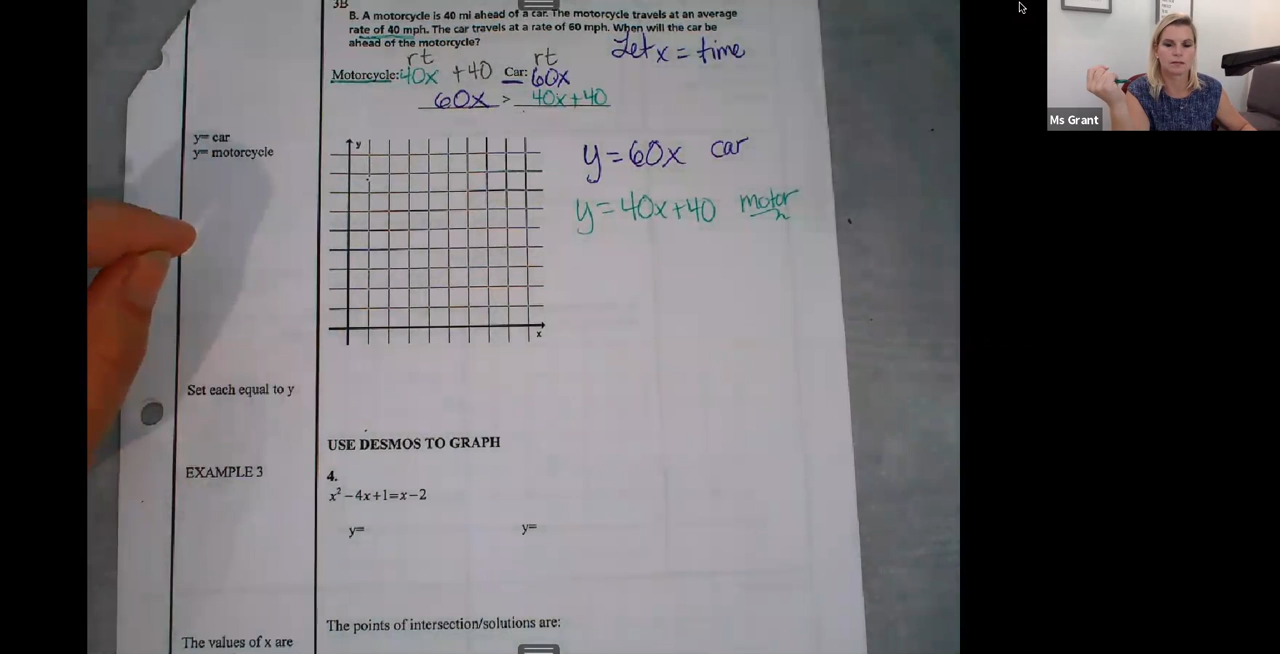 3B
B. A motorcycle is 40 mi ahead of a car. The motorcycle travels at an average
rate of 40 mph. The car travels at a rate of 60 mph. When will the car be
ahead of the motorcycle?
Let x = time
rt rt
Motorcycle: 40x +40 Car: 60x
60x > 40x+40
y= car
y= motorcycle
y
y=60x car
y=40x+40 motor
x
Set each equal to y
USE DESMOS TO GRAPH
EXAMPLE 3
4.
x² −4x+1=x−2
y= y=
The points of intersection/solutions are:
The values of x are
Ms Grant